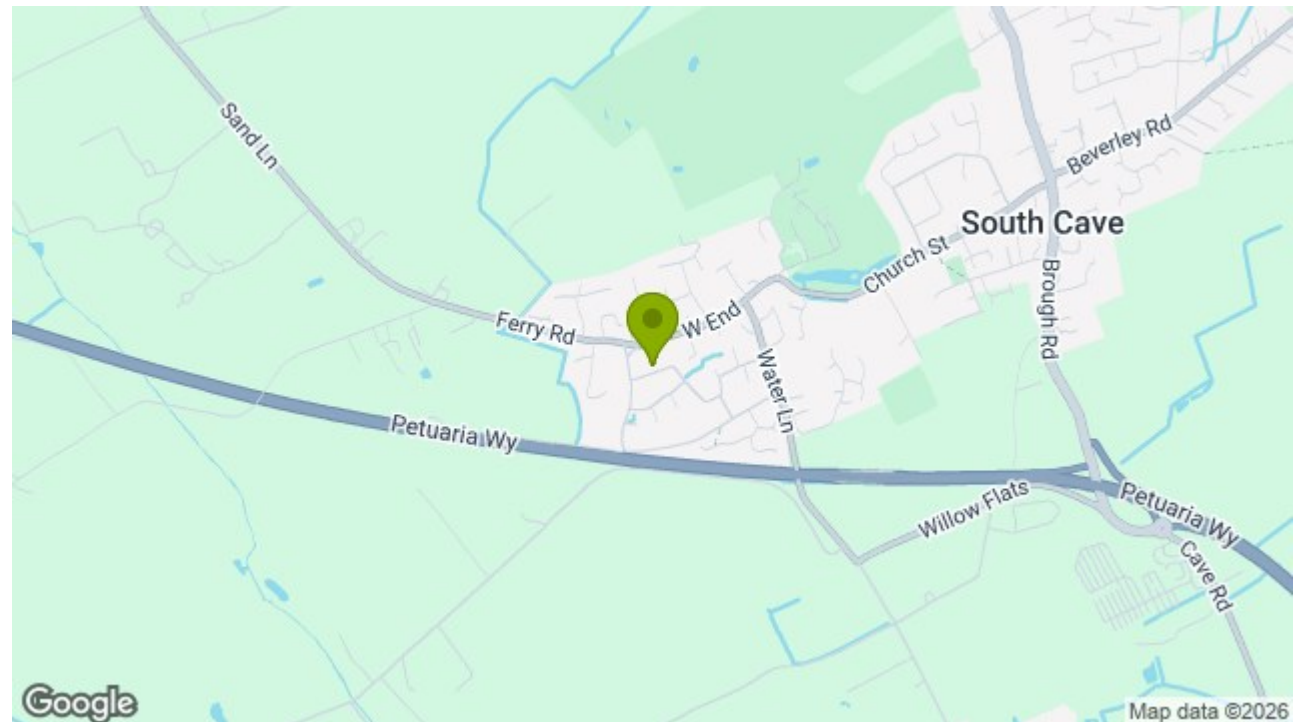 Sand Ln
Beverley Rd
South Cave
Church St
Brough Rd
Ferry Rd
W End
Water Ln
Petuaria Wy
Willow Flats
Petuaria Wy
Cave Rd
Google
Map data ©2026